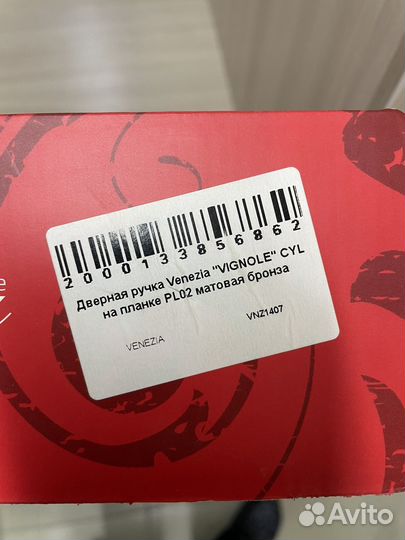 2000133856862
Дверная ручка Venezia "VIGNOLE" CYL
на планке PL02 матовая бронза
VENEZIA
VNZ1407
Avito